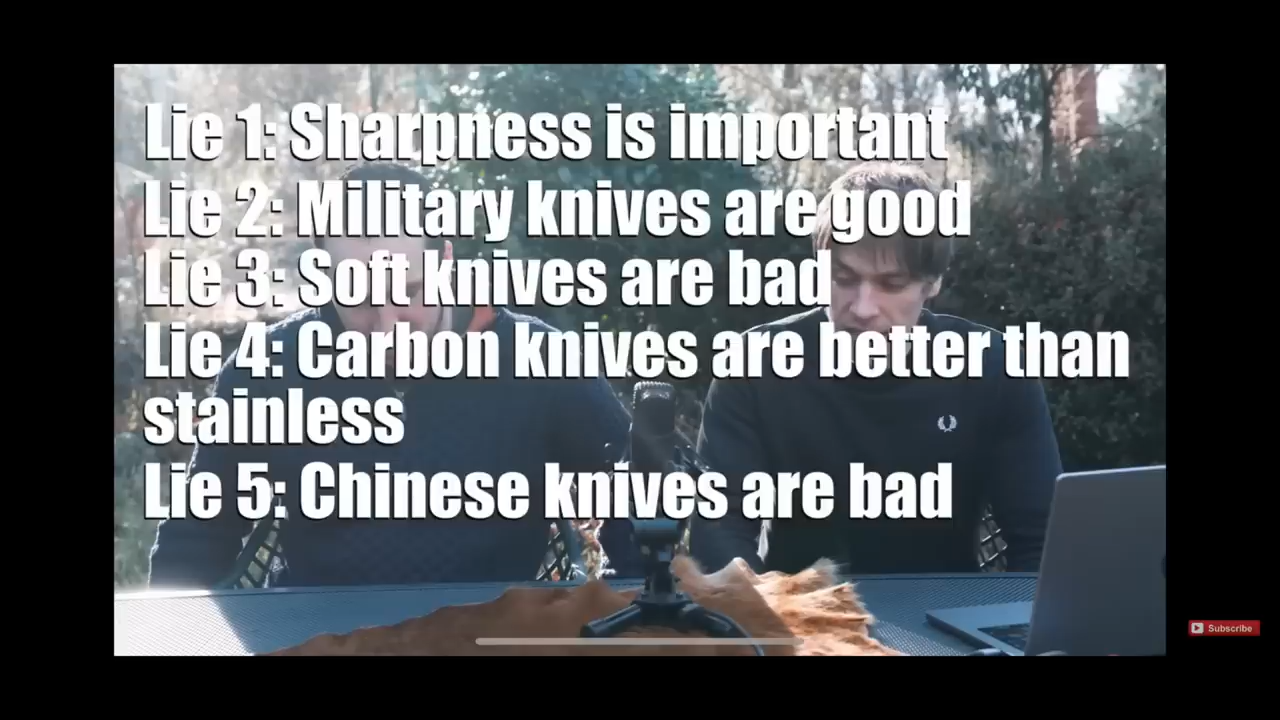 Lie 1: Sharpness is important
Lie 2: Military knives are good
Lie 3: Soft knives are bad
Lie 4: Carbon knives are better than
stainless
Lie 5: Chinese knives are bad
Subscribe